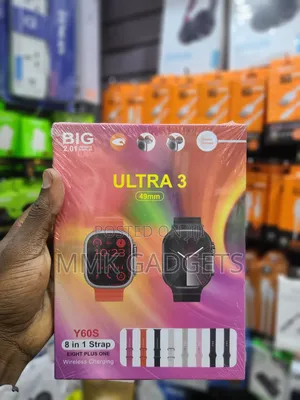 BIG
2.01
ULTRA 3
49mm
POSTED ON
MMK GADGETS
Y60S
8 in 1 Strap
EIGHT PLUS ONE
Wireless Charging